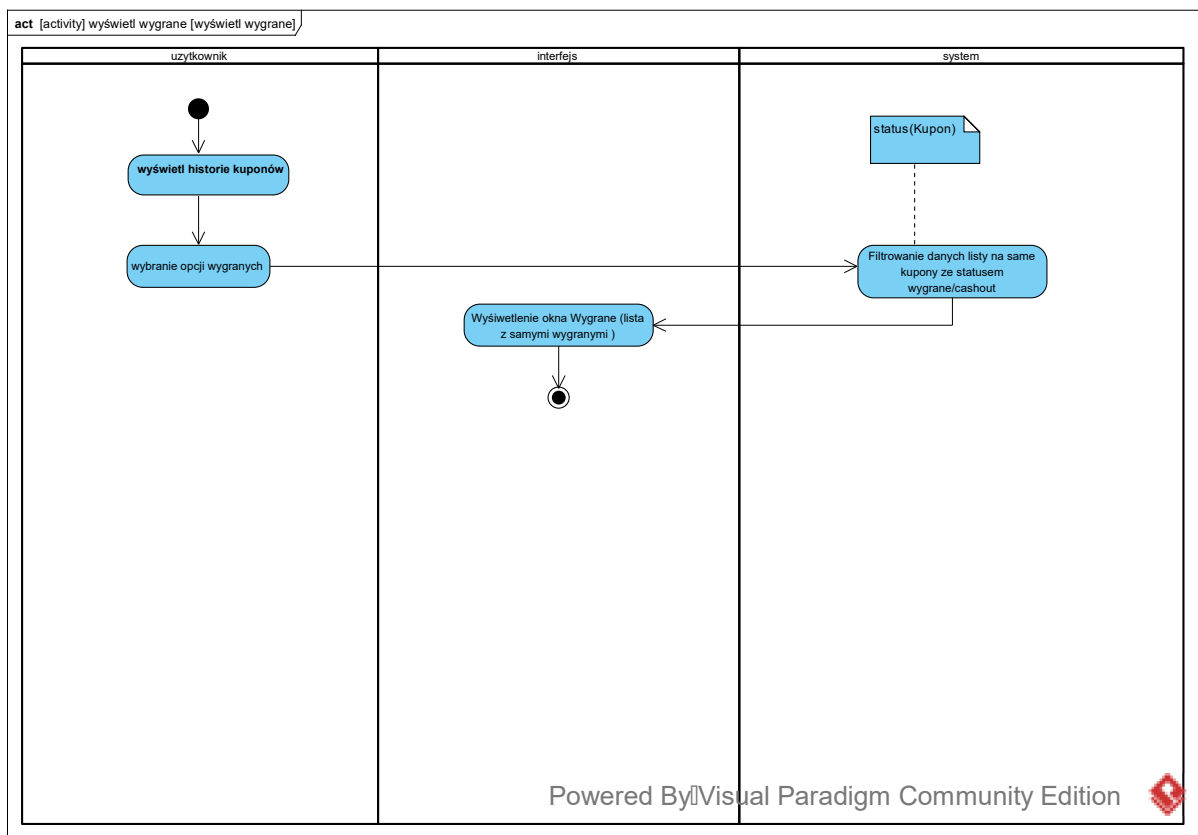 act [activity] wyświetl wygrane [wyświetl wygrane]
uzytkownik
interfejs
system
status(Kupon)
wyświetl historie kuponów
wybranie opcji wygranych
Filtrowanie danych listy na same
kupony ze statusem
wygrane/cashout
Wyśiwetlenie okna Wygrane (lista
z samymi wygranymi )
Powered By Visual Paradigm Community Edition